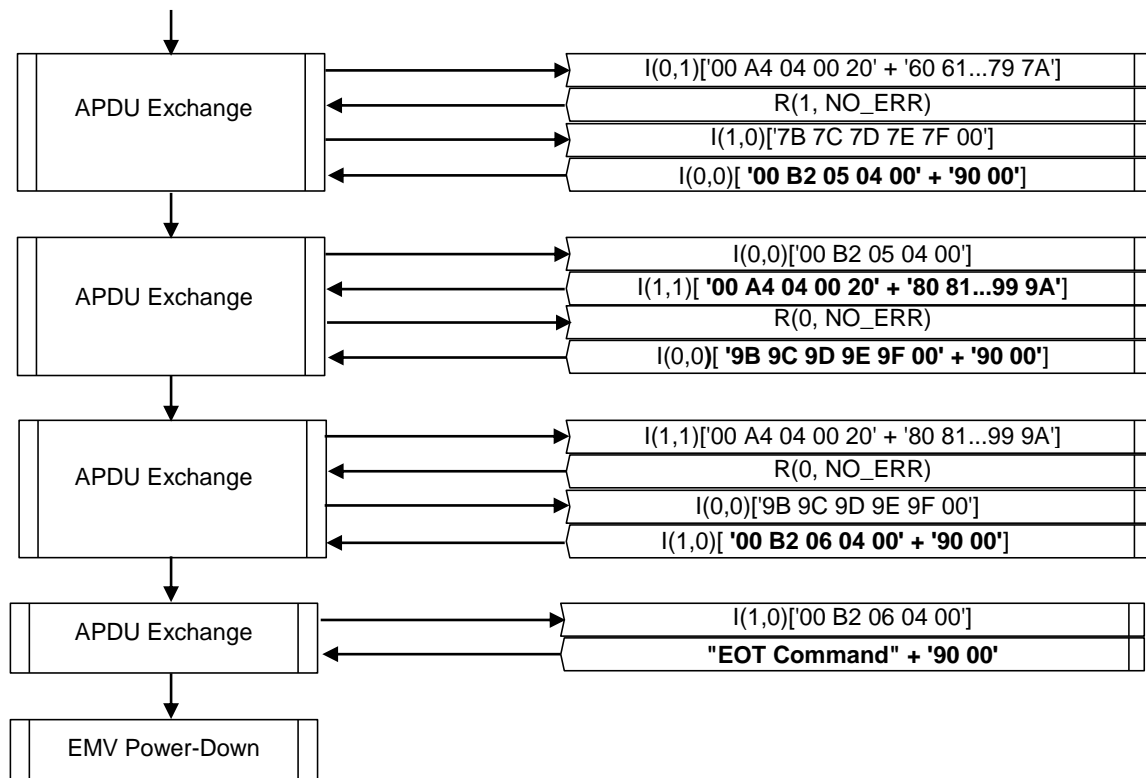 APDU Exchange
I(0,1)['00 A4 04 00 20' + '60 61...79 7A']
R(1, NO_ERR)
I(1,0)['7B 7C 7D 7E 7F 00']
I(0,0)[ '00 B2 05 04 00' + '90 00']
APDU Exchange
I(0,0)['00 B2 05 04 00']
I(1,1)[ '00 A4 04 00 20' + '80 81...99 9A']
R(0, NO_ERR)
I(0,0)[ '9B 9C 9D 9E 9F 00' + '90 00']
APDU Exchange
I(1,1)['00 A4 04 00 20' + '80 81...99 9A']
R(0, NO_ERR)
I(0,0)['9B 9C 9D 9E 9F 00']
I(1,0)[ '00 B2 06 04 00' + '90 00']
APDU Exchange
I(1,0)['00 B2 06 04 00']
"EOT Command" + '90 00'
EMV Power-Down